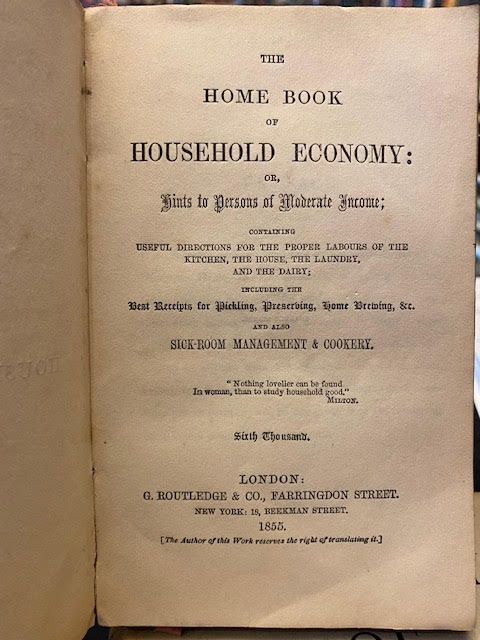 THE
HOME BOOK
OF
HOUSEHOLD ECONOMY:
OR,
Hints to Persons of Moderate Income;
CONTAINING
USEFUL DIRECTIONS FOR THE PROPER LABOURS OF THE
KITCHEN, THE HOUSE, THE LAUNDRY,
AND THE DAIRY;
INCLUDING THE
Best Receipts for Pickling, Preserving, Home Brewing, &c.
AND ALSO
SICK-ROOM MANAGEMENT & COOKERY.
"Nothing lovelier can be found
In woman, than to study household good."
MILTON.
Sixth Thousand.
LONDON:
G. ROUTLEDGE & CO., FARRINGDON STREET.
NEW YORK: 18, BEEKMAN STREET.
1855.
[The Author of this Work reserves the right of translating it.]